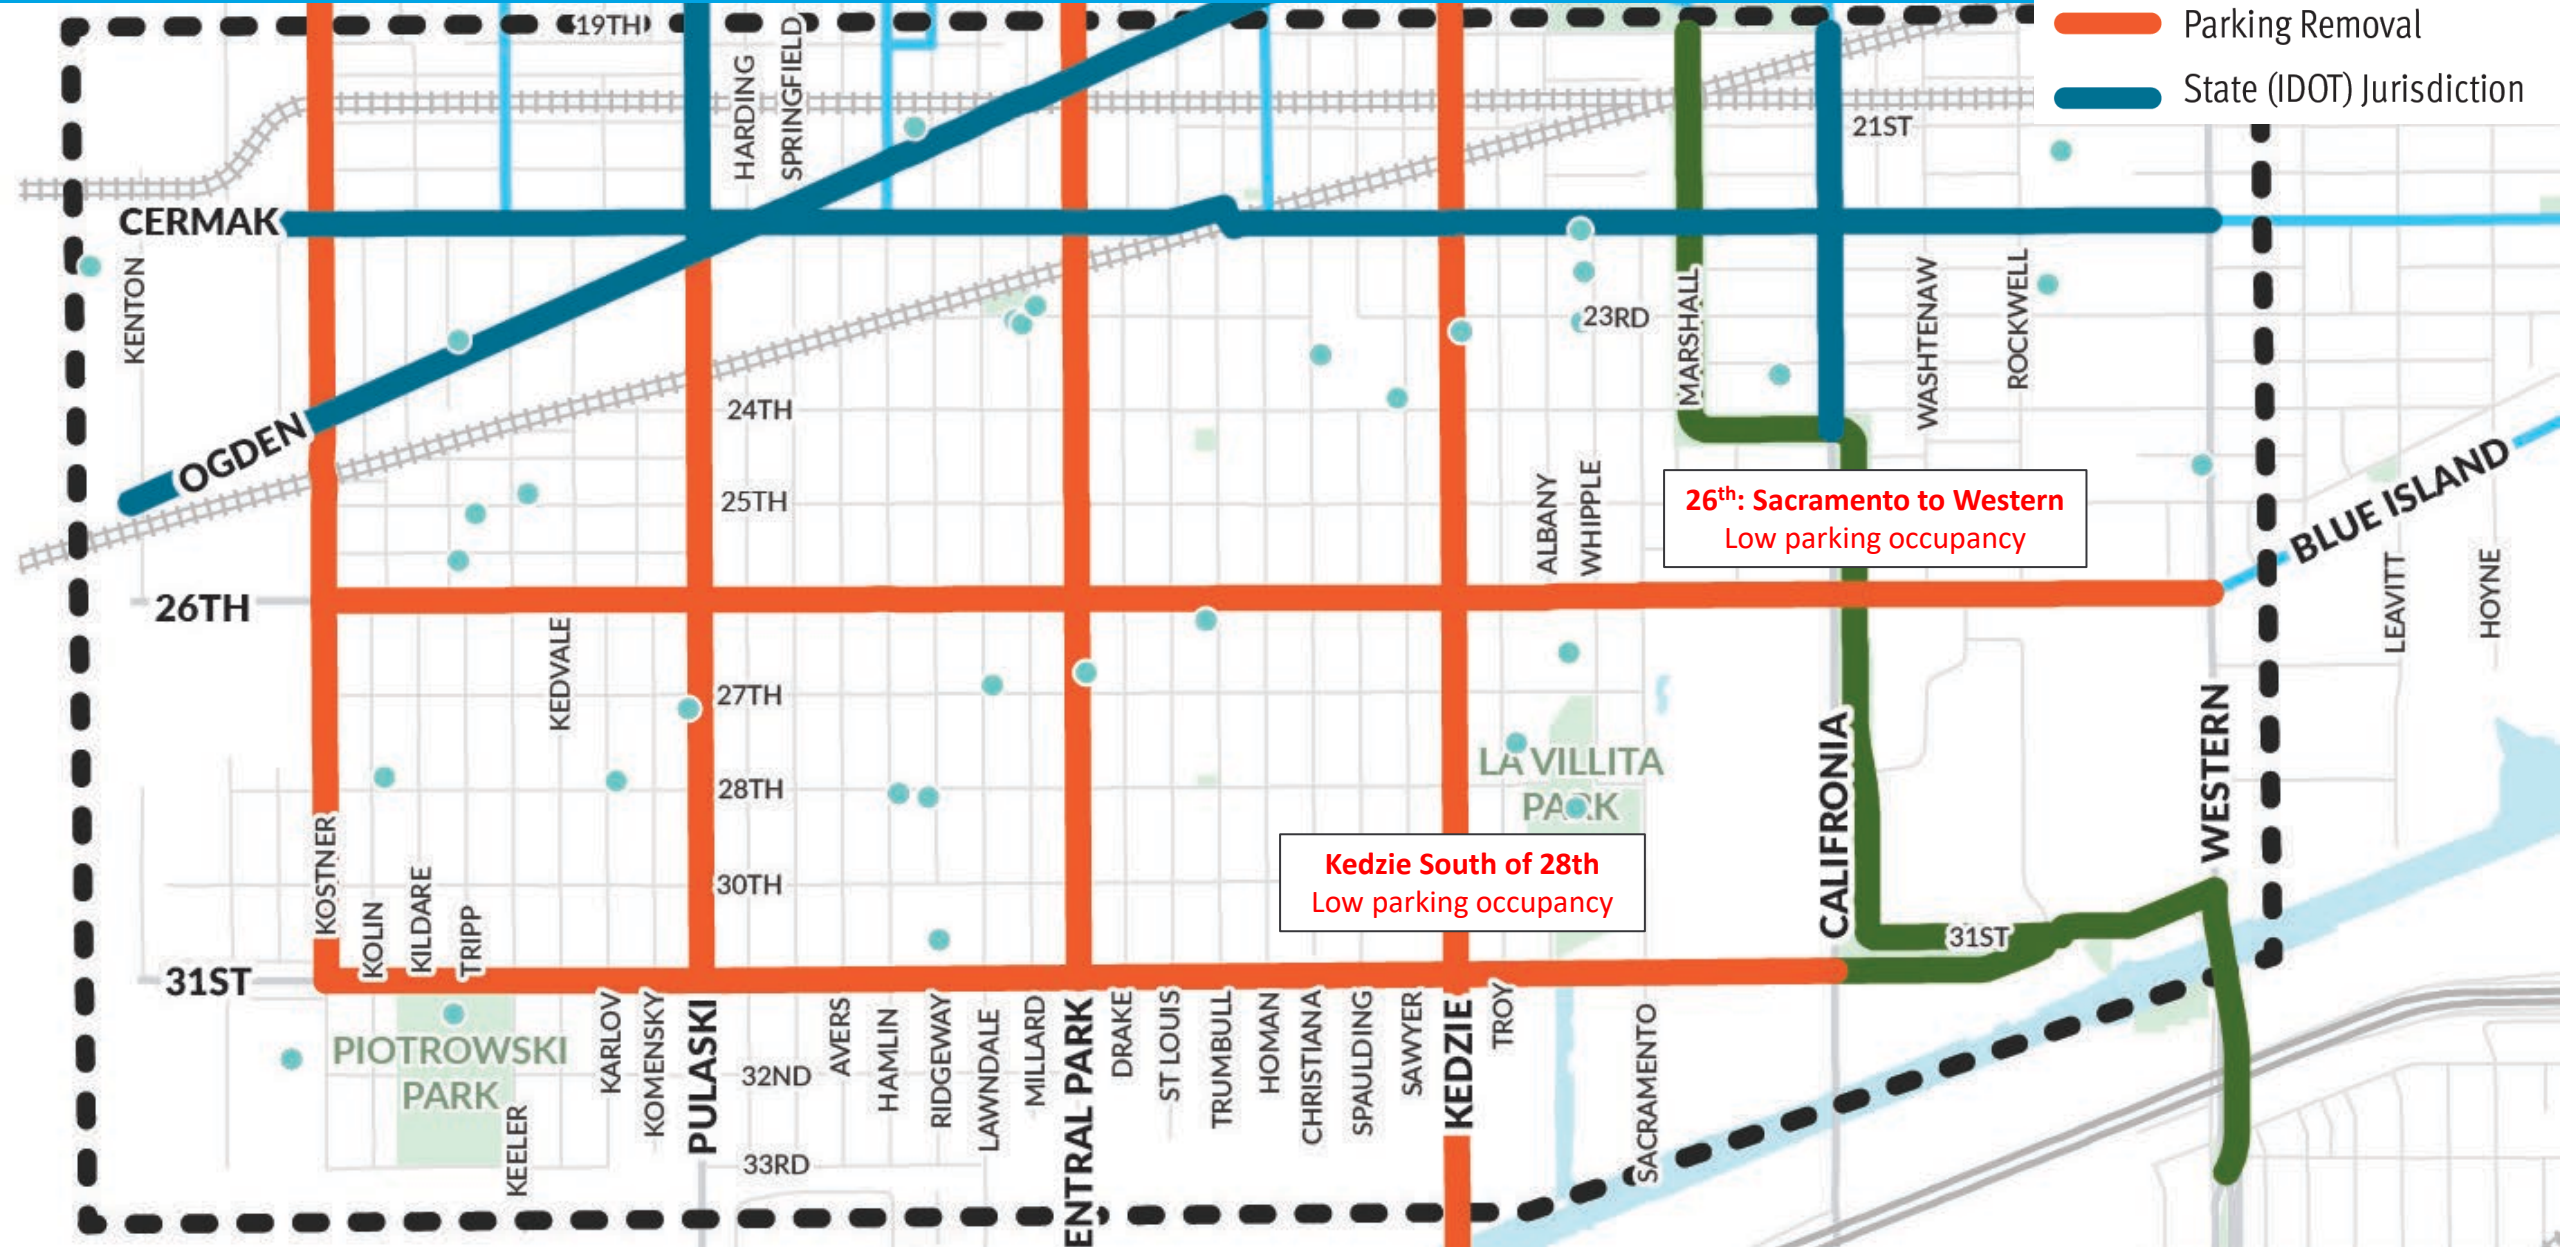 19TH
Parking Removal
State (IDOT) Jurisdiction
HARDING
SPRINGFIELD
21ST
CERMAK
KENTON
23RD
MARSHALL
WASHTENAW
ROCKWELL
24TH
OGDEN
25TH
ALBANY
WHIPPLE
26th: Sacramento to Western
Low parking occupancy
BLUE ISLAND
LEAVITT
HOYNE
26TH
KEDVALE
27TH
LA VILLITA
PARK
28TH
CALIFRONIA
WESTERN
KOSTNER
KOLIN
KILDARE
TRIPP
30TH
Kedzie South of 28th
Low parking occupancy
31ST
31ST
PIOTROWSKI
PARK
KEELER
KARLOV
KOMENSKY
PULASKI
32ND
33RD
AVERS
HAMLIN
RIDGEWAY
LAWNDALE
MILLARD
ENTRAL PARK
DRAKE
ST LOUIS
TRUMBULL
HOMAN
CHRISTIANA
SPAULDING
SAWYER
KEDZIE
TROY
SACRAMENTO